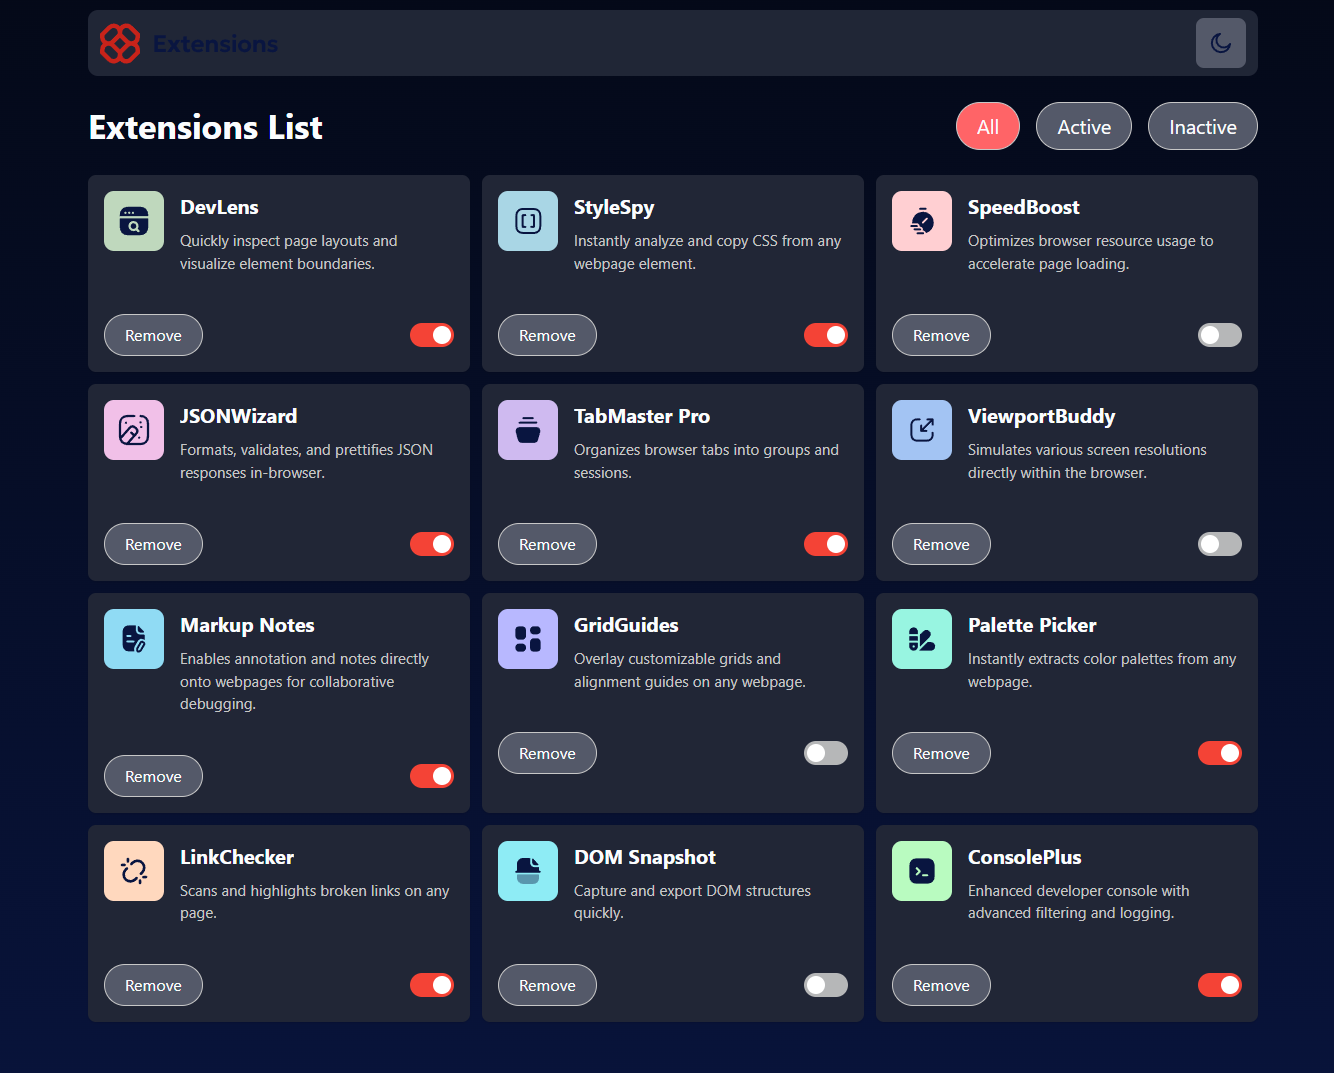 Extensions
Extensions List
All
Active
Inactive
DevLens
Quickly inspect page layouts and
visualize element boundaries.
Remove
StyleSpy
Instantly analyze and copy CSS from any
webpage element.
Remove
SpeedBoost
Optimizes browser resource usage to
accelerate page loading.
Remove
JSONWizard
Formats, validates, and prettifies JSON
responses in-browser.
Remove
TabMaster Pro
Organizes browser tabs into groups and
sessions.
Remove
ViewportBuddy
Simulates various screen resolutions
directly within the browser.
Remove
Markup Notes
Enables annotation and notes directly
onto webpages for collaborative
debugging.
Remove
GridGuides
Overlay customizable grids and
alignment guides on any webpage.
Remove
Palette Picker
Instantly extracts color palettes from any
webpage.
Remove
LinkChecker
Scans and highlights broken links on any
page.
Remove
DOM Snapshot
Capture and export DOM structures
quickly.
Remove
ConsolePlus
Enhanced developer console with
advanced filtering and logging.
Remove